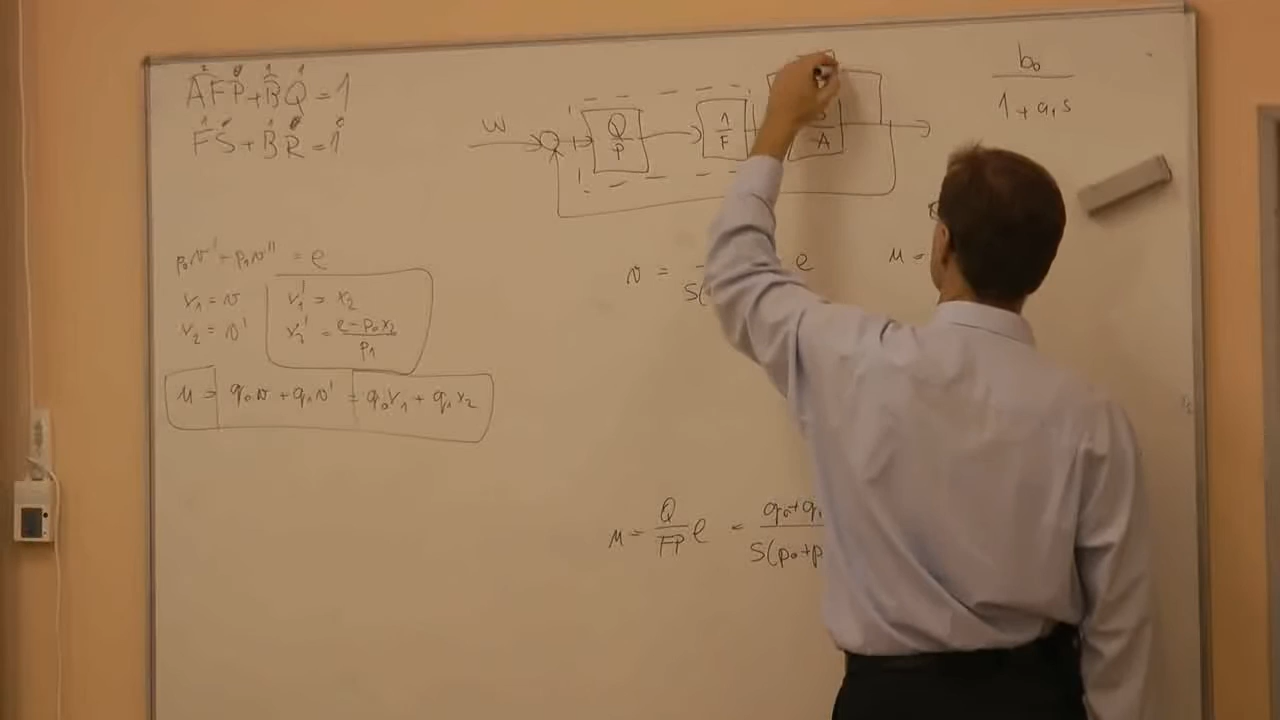 AFP+BQ=1
FS+BR=1
b₀
1+a₁s
w
Q
P
1
F
A
p₀v' + p₁v'' = e
x₁ = v
x₂ = v'
x₁' = x₂
x₂' = e-p₀x₂
p₁
u = q₀v + q₁v' = q₀x₁ + q₁x₂
v =
S(
e
u =
u = Q e = q₀+q₁
FP S(p₀+p